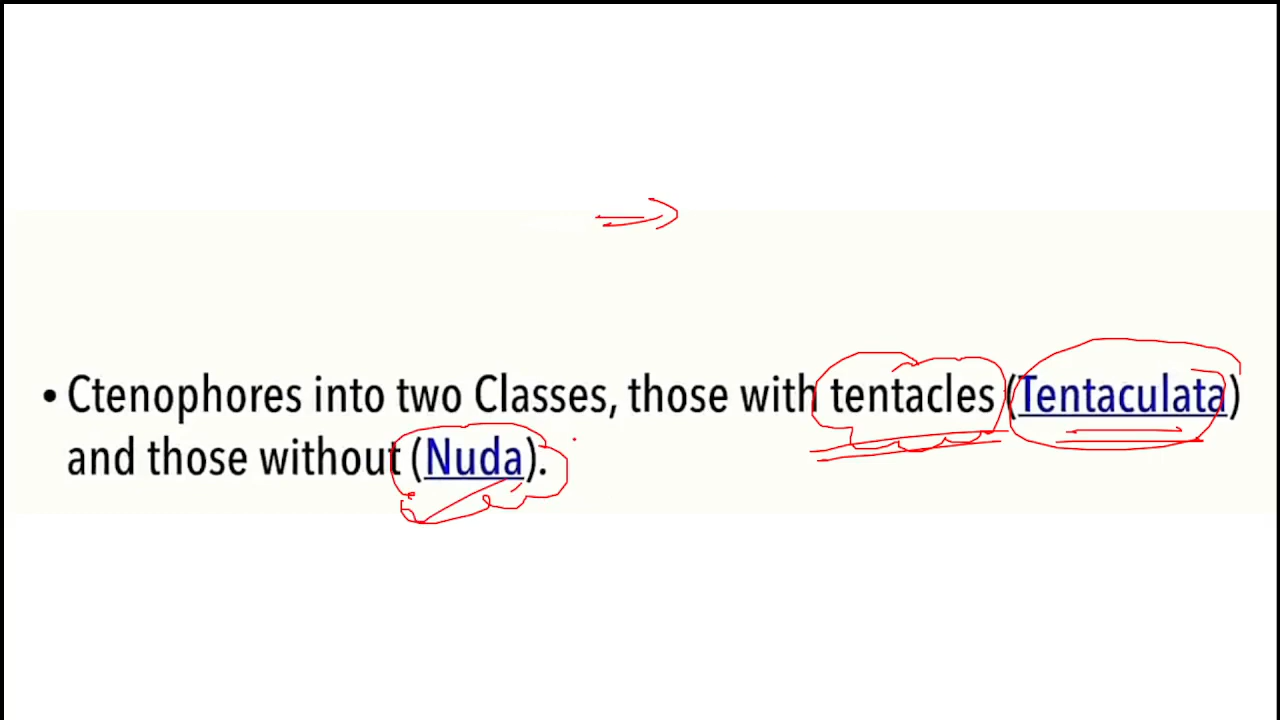 • Ctenophores into two Classes, those with tentacles (Tentaculata)
and those without (Nuda).